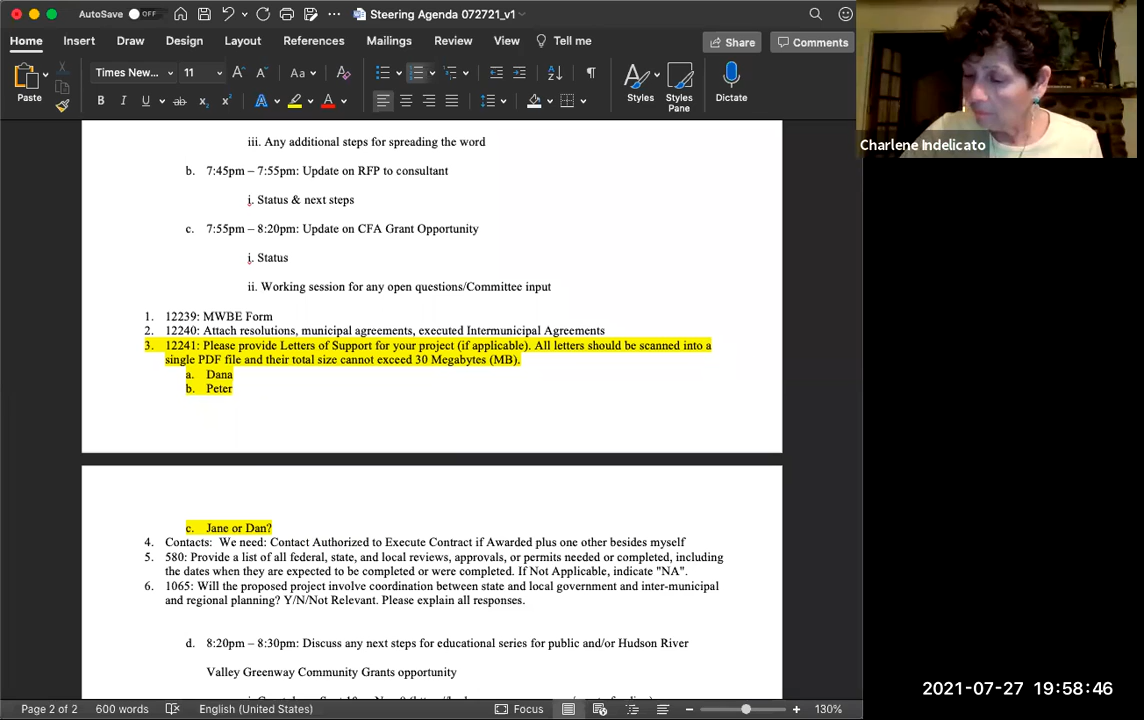 AutoSave OFF
Steering Agenda 072721_v1
Home Insert Draw Design Layout References Mailings Review View Tell me
Share Comments
Paste
Times New... 11
Styles Styles Pane Dictate
iii. Any additional steps for spreading the word
b. 7:45pm – 7:55pm: Update on RFP to consultant
i. Status & next steps
c. 7:55pm – 8:20pm: Update on CFA Grant Opportunity
i. Status
ii. Working session for any open questions/Committee input
1. 12239: MWBE Form
2. 12240: Attach resolutions, municipal agreements, executed Intermunicipal Agreements
3. 12241: Please provide Letters of Support for your project (if applicable). All letters should be scanned into a
single PDF file and their total size cannot exceed 30 Megabytes (MB).
a. Dana
b. Peter
c. Jane or Dan?
4. Contacts: We need: Contact Authorized to Execute Contract if Awarded plus one other besides myself
5. 580: Provide a list of all federal, state, and local reviews, approvals, or permits needed or completed, including
the dates when they are expected to be completed or were completed. If Not Applicable, indicate "NA".
6. 1065: Will the proposed project involve coordination between state and local government and inter-municipal
and regional planning? Y/N/Not Relevant. Please explain all responses.
d. 8:20pm – 8:30pm: Discuss any next steps for educational series for public and/or Hudson River
Valley Greenway Community Grants opportunity
Page 2 of 2 600 words English (United States) Focus 130%
Charlene Indelicato
2021-07-27 19:58:46